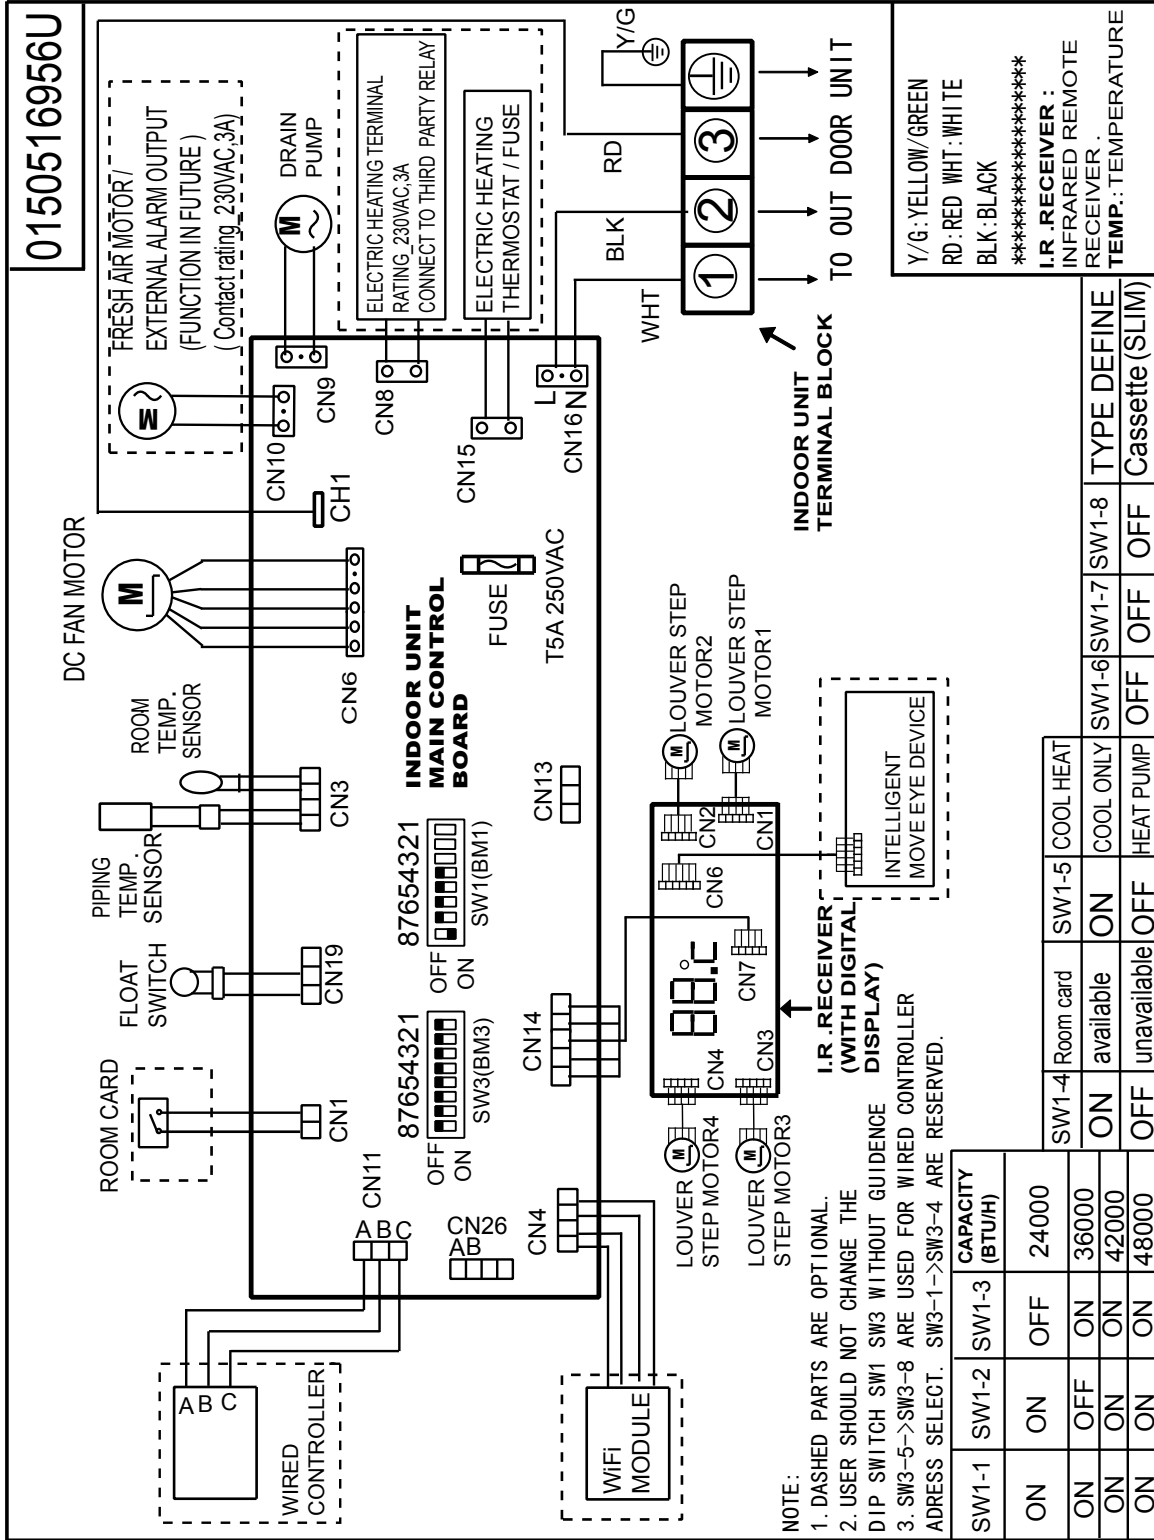 0150516956U
FRESH AIR MOTOR /
EXTERNAL ALARM OUTPUT
(FUNCTION IN FUTURE )
( Contact rating_230VAC,3A)
M
DRAIN
PUMP
M
ELECTRIC HEATING TERMINAL
RATING_230VAC,3A
CONNECT TO THIRD PARTY RELAY
ELECTRIC HEATING
THERMOSTAT / FUSE
DC FAN MOTOR
M
ROOM
TEMP.
SENSOR
PIPING
TEMP.
SENSOR
FLOAT
SWITCH
ROOM CARD
CN10
CN9
CN8
CN15
CN16
L
N
CH1
CN6
CN3
CN19
CN1
CN11
A B C
CN26
AB
CN4
CN14
CN13
FUSE
T5A 250VAC
INDOOR UNIT
MAIN CONTROL
BOARD
87654321
OFF
ON
SW1(BM1)
87654321
OFF
ON
SW3(BM3)
A B C
WIRED
CONTROLLER
WiFi
MODULE
Y/G
RD
BLK
WHT
1
2
3
TO OUT DOOR UNIT
INDOOR UNIT
TERMINAL BLOCK
LOUVER STEP
MOTOR2
M
LOUVER STEP
MOTOR1
M
CN2
CN1
CN6
CN7
CN4
CN3
88.°C
INTELLIGENT
MOVE EYE DEVICE
I.R .RECEIVER
(WITH DIGITAL
DISPLAY)
LOUVER
STEP MOTOR4
M
LOUVER
STEP MOTOR3
M
NOTE:
1. DASHED PARTS ARE OPTIONAL.
2. USER SHOULD NOT CHANGE THE
DIP SWITCH SW1 SW3 WITHOUT GUIDENCE
3. SW3-5->SW3-8 ARE USED FOR WIRED CONTROLLER
ADRESS SELECT. SW3-1->SW3-4 ARE RESERVED.
Y/G:YELLOW/GREEN
RD:RED WHT:WHITE
BLK:BLACK
******************
I.R .RECEIVER :
INFRARED REMOTE
RECEIVER.
TEMP.:TEMPERATURE
SW1-1 SW1-2 SW1-3 CAPACITY (BTU/H)
ON ON OFF 24000
ON OFF ON 36000
ON ON ON 42000
ON ON ON 48000
SW1-4 Room card
ON available
OFF unavailable
SW1-5 COOL HEAT
ON COOL ONLY
OFF HEAT PUMP
SW1-6 SW1-7 SW1-8 TYPE DEFINE
OFF OFF OFF Cassette (SLIM)